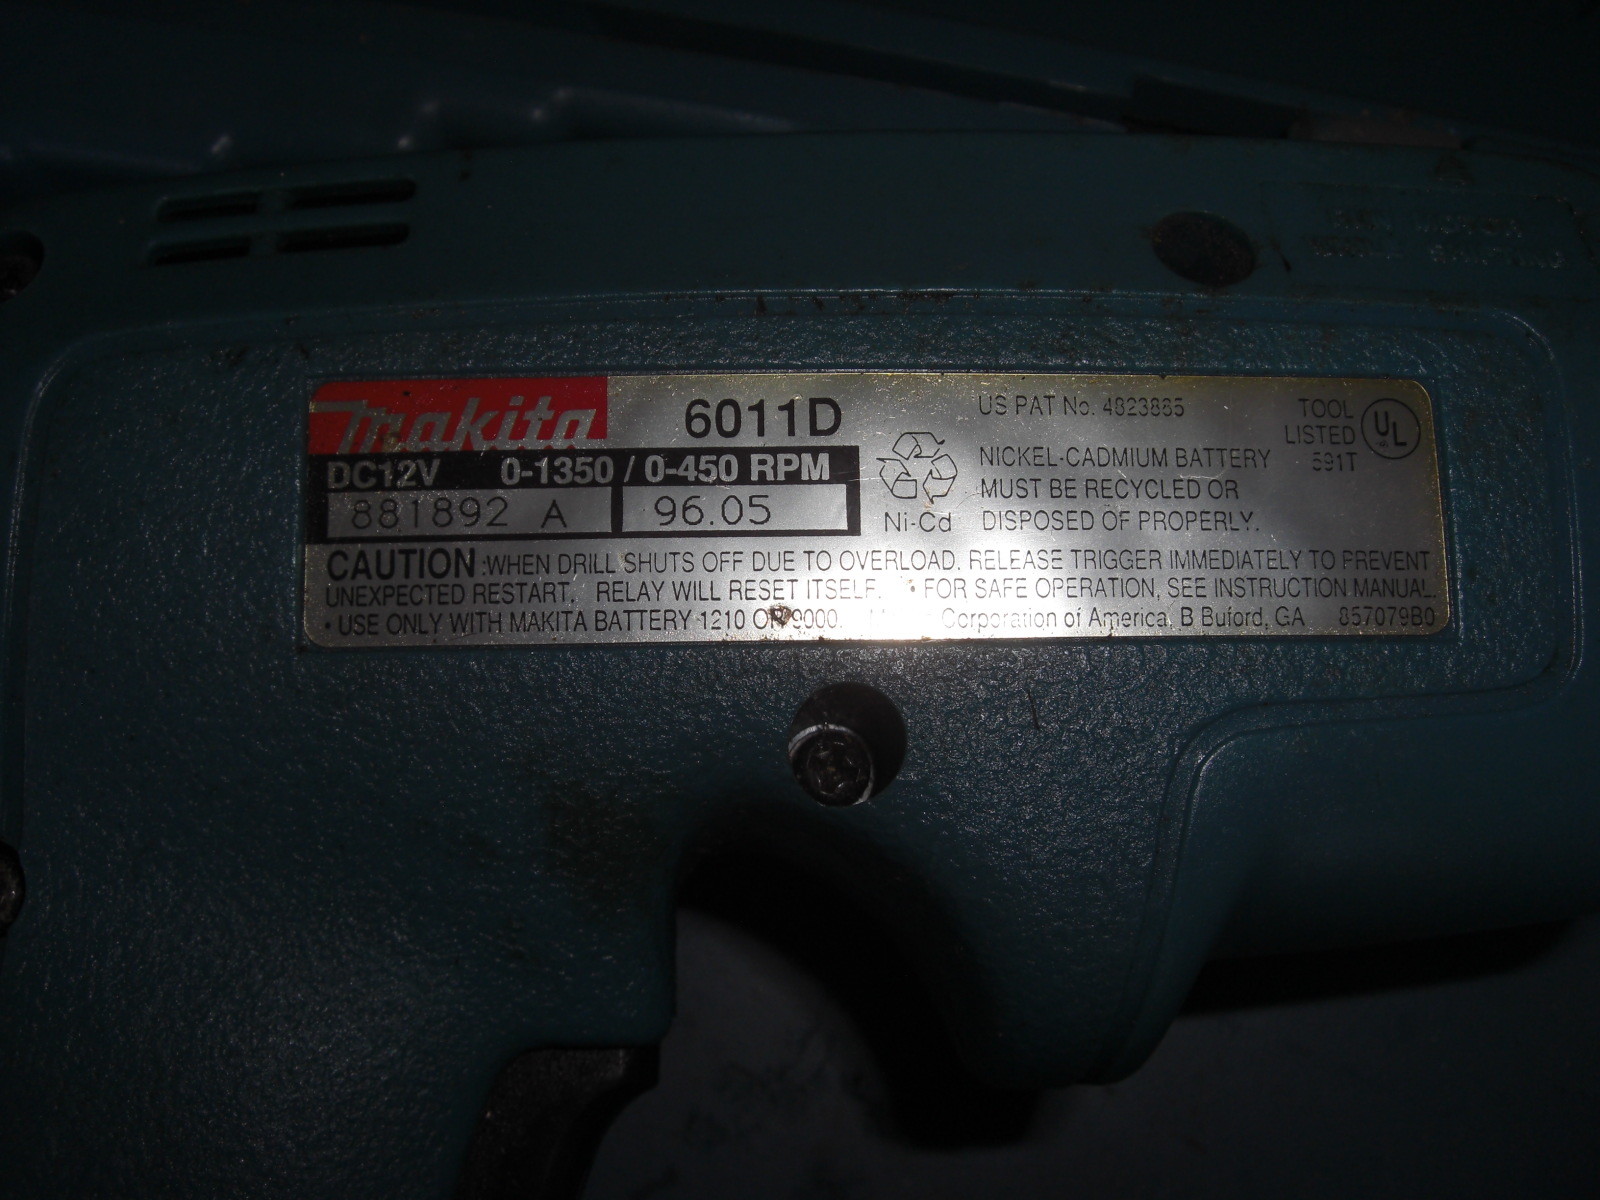 makita 6011D
DC12V 0-1350 / 0-450 RPM
881892 A 96.05
US PAT No. 4823885
Ni-Cd
NICKEL-CADMIUM BATTERY
MUST BE RECYCLED OR
DISPOSED OF PROPERLY.
TOOL
LISTED UL
591T
CAUTION : WHEN DRILL SHUTS OFF DUE TO OVERLOAD, RELEASE TRIGGER IMMEDIATELY TO PREVENT
UNEXPECTED RESTART. RELAY WILL RESET ITSELF. • FOR SAFE OPERATION, SEE INSTRUCTION MANUAL.
• USE ONLY WITH MAKITA BATTERY 1210 OR 9000. Corporation of America, B Buford, GA 857079B0